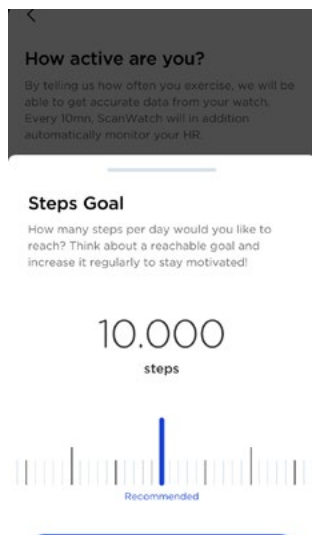 How active are you?
By telling us how often you exercise, we will be
able to get accurate data from your watch.
Every 10mn, ScanWatch will in addition
automatically monitor your HR.
Steps Goal
How many steps per day would you like to
reach? Think about a reachable goal and
increase it regularly to stay motivated!
10.000
steps
Recommended